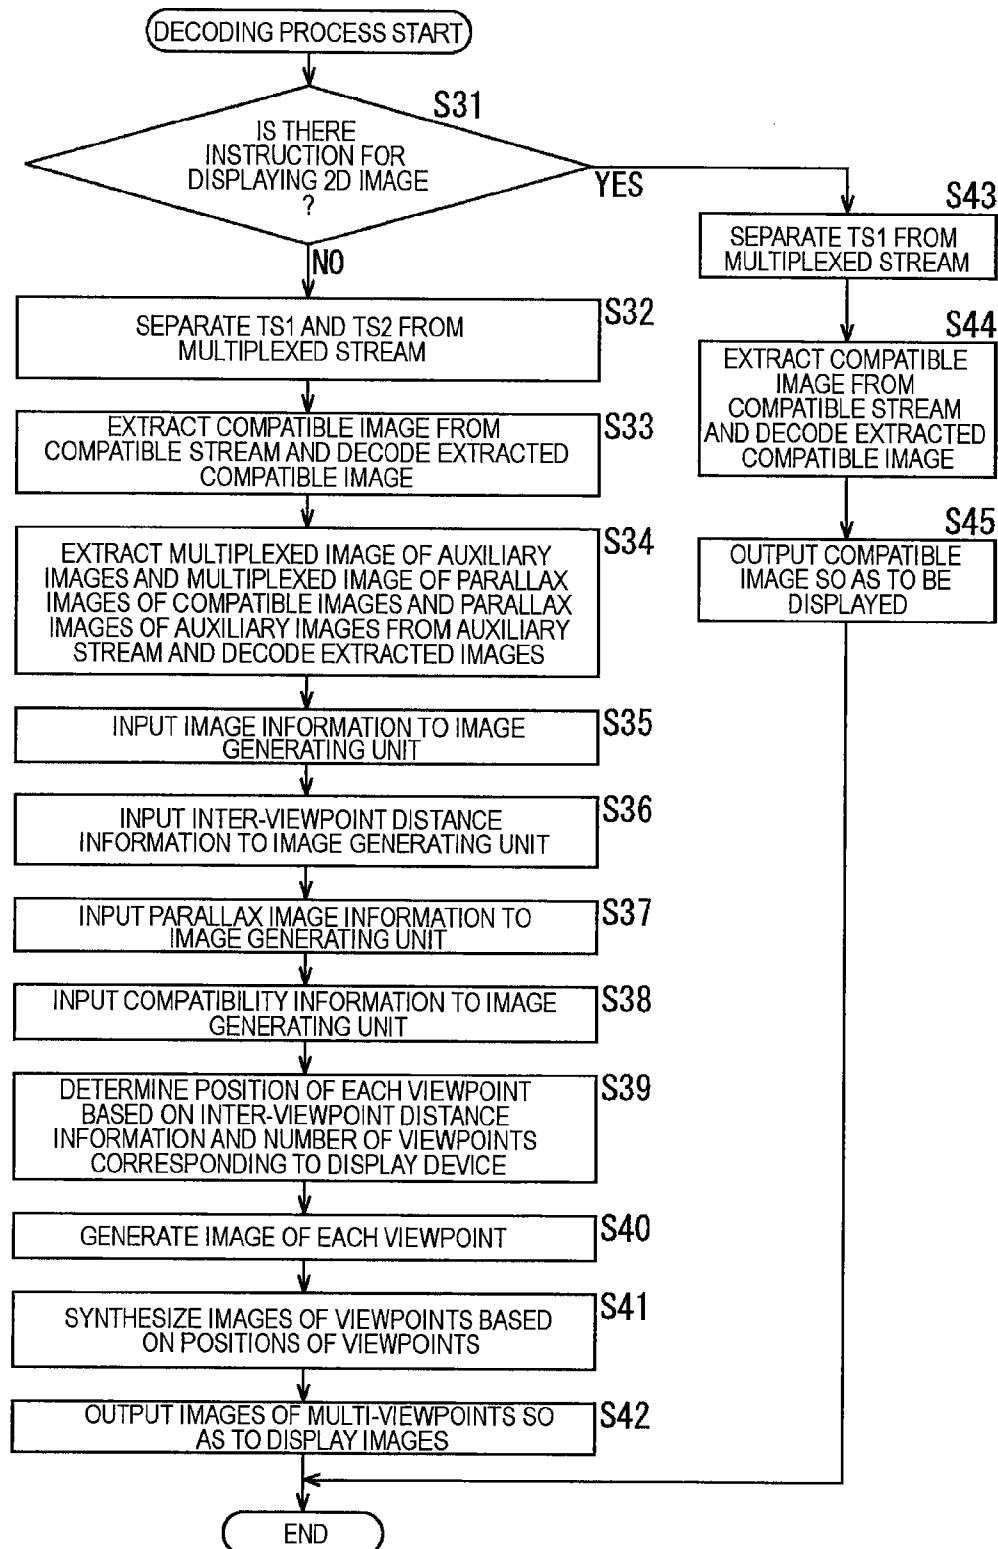 DECODING PROCESS START
S31
IS THERE
INSTRUCTION FOR
DISPLAYING 2D IMAGE
?
YES
NO
S32
SEPARATE TS1 AND TS2 FROM
MULTIPLEXED STREAM
S33
EXTRACT COMPATIBLE IMAGE FROM
COMPATIBLE STREAM AND DECODE EXTRACTED
COMPATIBLE IMAGE
S34
EXTRACT MULTIPLEXED IMAGE OF AUXILIARY
IMAGES AND MULTIPLEXED IMAGE OF PARALLAX
IMAGES OF COMPATIBLE IMAGES AND PARALLAX
IMAGES OF AUXILIARY IMAGES FROM AUXILIARY
STREAM AND DECODE EXTRACTED IMAGES
S35
INPUT IMAGE INFORMATION TO IMAGE
GENERATING UNIT
S36
INPUT INTER-VIEWPOINT DISTANCE
INFORMATION TO IMAGE GENERATING UNIT
S37
INPUT PARALLAX IMAGE INFORMATION TO
IMAGE GENERATING UNIT
S38
INPUT COMPATIBILITY INFORMATION TO IMAGE
GENERATING UNIT
S39
DETERMINE POSITION OF EACH VIEWPOINT
BASED ON INTER-VIEWPOINT DISTANCE
INFORMATION AND NUMBER OF VIEWPOINTS
CORRESPONDING TO DISPLAY DEVICE
S40
GENERATE IMAGE OF EACH VIEWPOINT
S41
SYNTHESIZE IMAGES OF VIEWPOINTS BASED
ON POSITIONS OF VIEWPOINTS
S42
OUTPUT IMAGES OF MULTI-VIEWPOINTS SO
AS TO DISPLAY IMAGES
S43
SEPARATE TS1 FROM
MULTIPLEXED STREAM
S44
EXTRACT COMPATIBLE
IMAGE FROM
COMPATIBLE STREAM
AND DECODE EXTRACTED
COMPATIBLE IMAGE
S45
OUTPUT COMPATIBLE
IMAGE SO AS TO BE
DISPLAYED
END